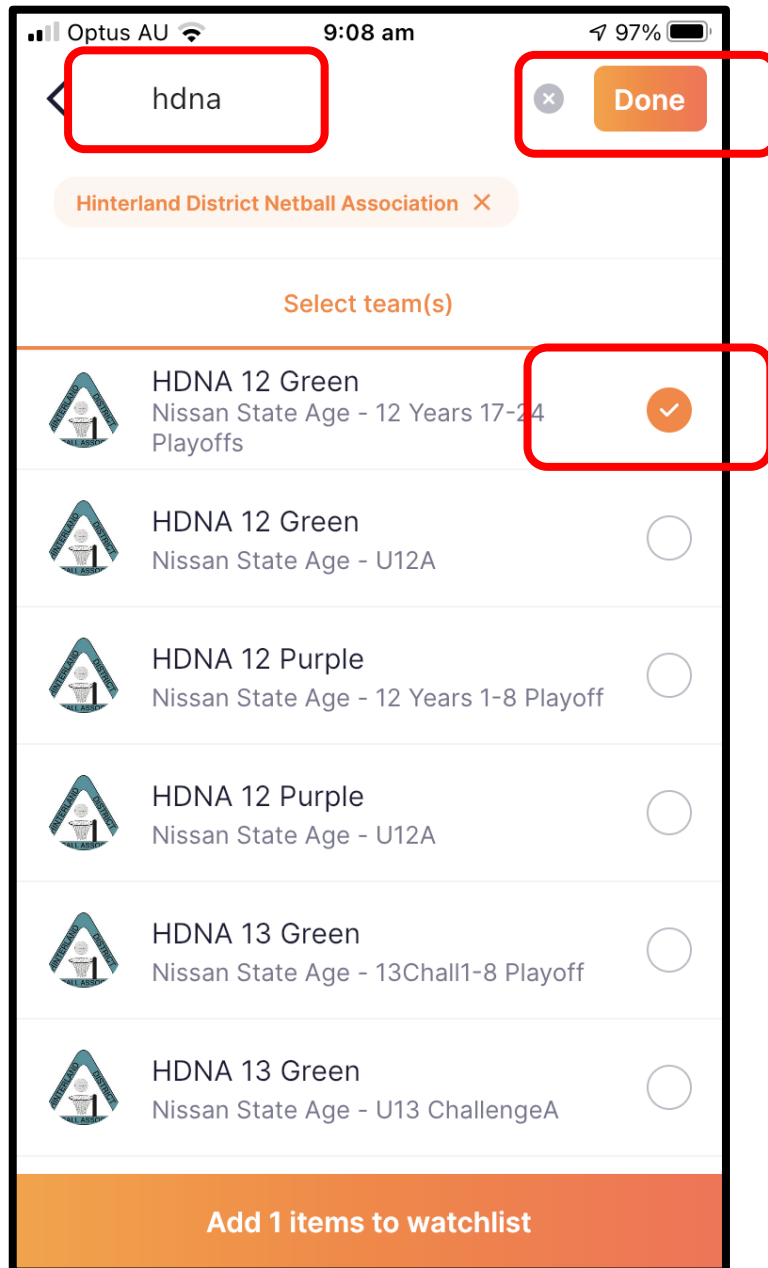 Optus AU 9:08 am 97%
hdna Done
Hinterland District Netball Association
Select team(s)
HDNA 12 Green
Nissan State Age - 12 Years 17-24
Playoffs
HDNA 12 Green
Nissan State Age - U12A
HDNA 12 Purple
Nissan State Age - 12 Years 1-8 Playoff
HDNA 12 Purple
Nissan State Age - U12A
HDNA 13 Green
Nissan State Age - 13Chall1-8 Playoff
HDNA 13 Green
Nissan State Age - U13 ChallengeA
Add 1 items to watchlist